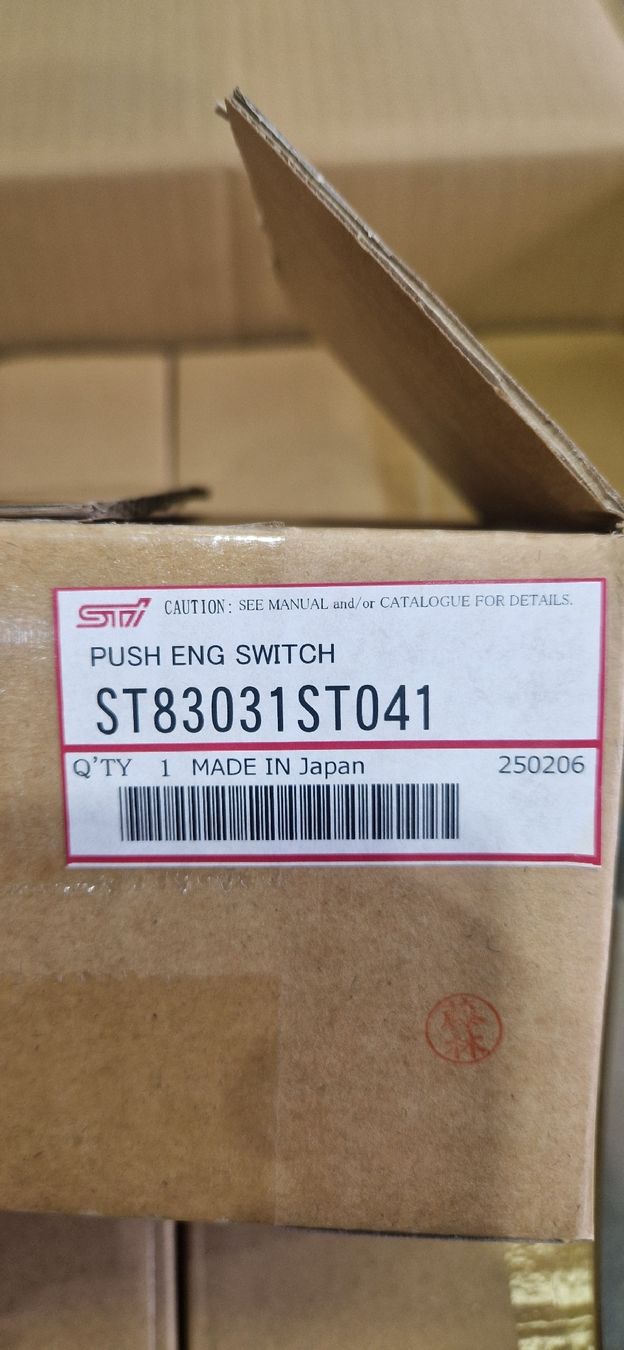 STI CAUTION: SEE MANUAL and/or CATALOGUE FOR DETAILS.
PUSH ENG SWITCH
ST83031ST041
Q'TY 1 MADE IN Japan 250206